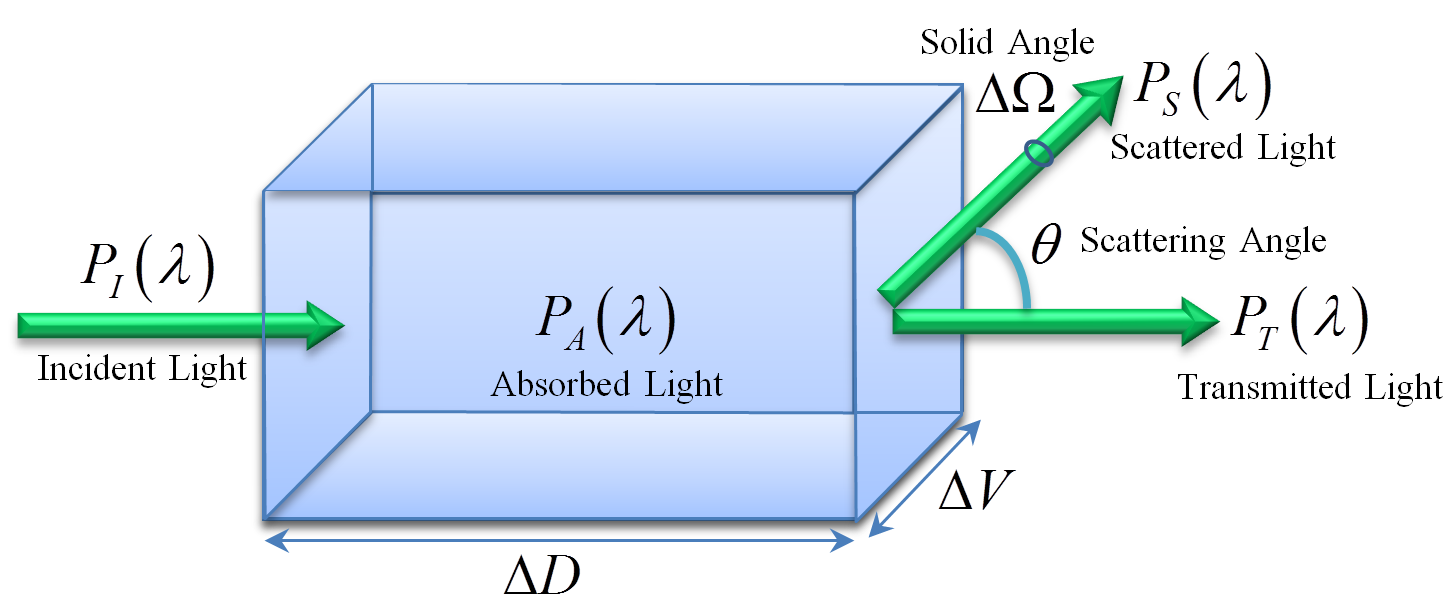 Solid Angle
ΔΩ
P_S(λ)
Scattered Light
P_I(λ)
Incident Light
P_A(λ)
Absorbed Light
θ Scattering Angle
P_T(λ)
Transmitted Light
ΔV
ΔD